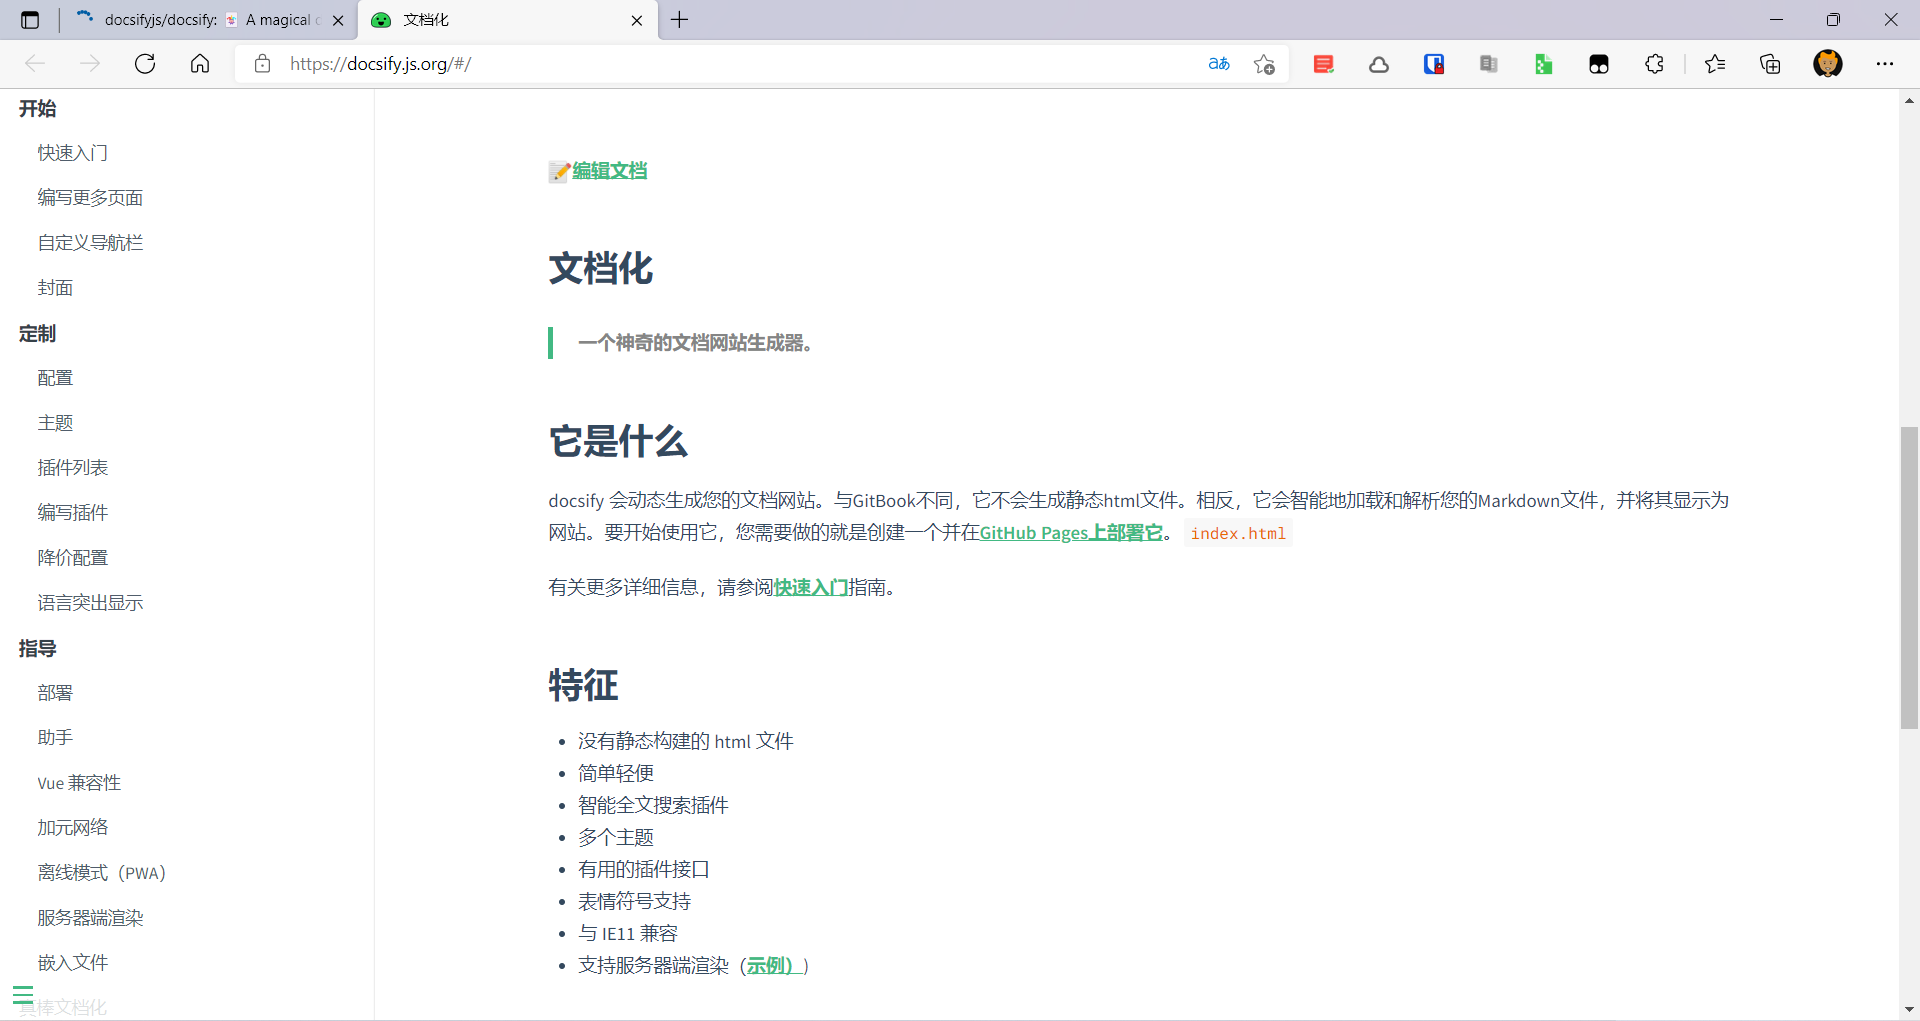 docsifyjs/docsify: 🃏 A magical
文档化
https://docsify.js.org/#/
开始
快速入门
编写更多页面
自定义导航栏
封面
定制
配置
主题
插件列表
编写插件
降价配置
语言突出显示
指导
部署
助手
Vue 兼容性
加元网络
离线模式（PWA）
服务器端渲染
嵌入文件
真棒文档化
📝编辑文档
文档化
一个神奇的文档网站生成器。
它是什么
docsify 会动态生成您的文档网站。与GitBook不同，它不会生成静态html文件。相反，它会智能地加载和解析您的Markdown文件，并将其显示为
网站。要开始使用它，您需要做的就是创建一个并在GitHub Pages上部署它。 index.html
有关更多详细信息，请参阅快速入门指南。
特征
没有静态构建的 html 文件
简单轻便
智能全文搜索插件
多个主题
有用的插件接口
表情符号支持
与 IE11 兼容
支持服务器端渲染（示例）)